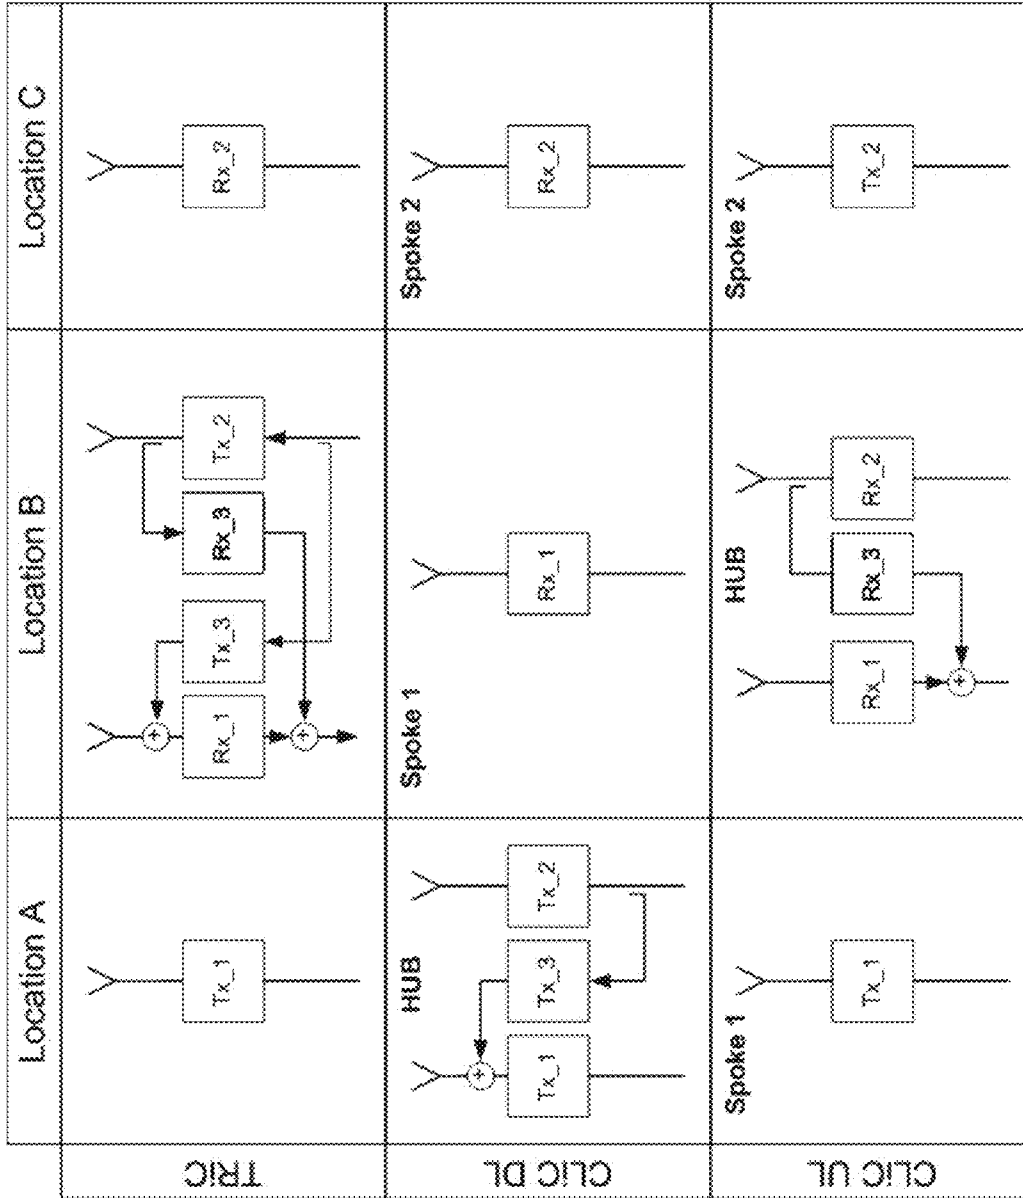 Location A
Location B
Location C
TRiC
Tx_1
Rx_1
Tx_3
Rx_3
Tx_2
Rx_2
CLiC DL
HUB
Tx_1
Tx_3
Tx_2
Spoke 1
Rx_1
Spoke 2
Rx_2
CLiC UL
Spoke 1
Tx_1
HUB
Rx_1
Rx_3
Rx_2
Spoke 2
Tx_2